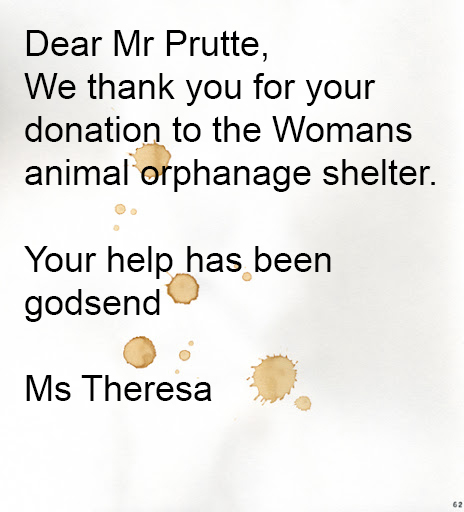 Dear Mr Prutte,
We thank you for your
donation to the Womans
animal orphanage shelter.
Your help has been
godsend
Ms Theresa
62